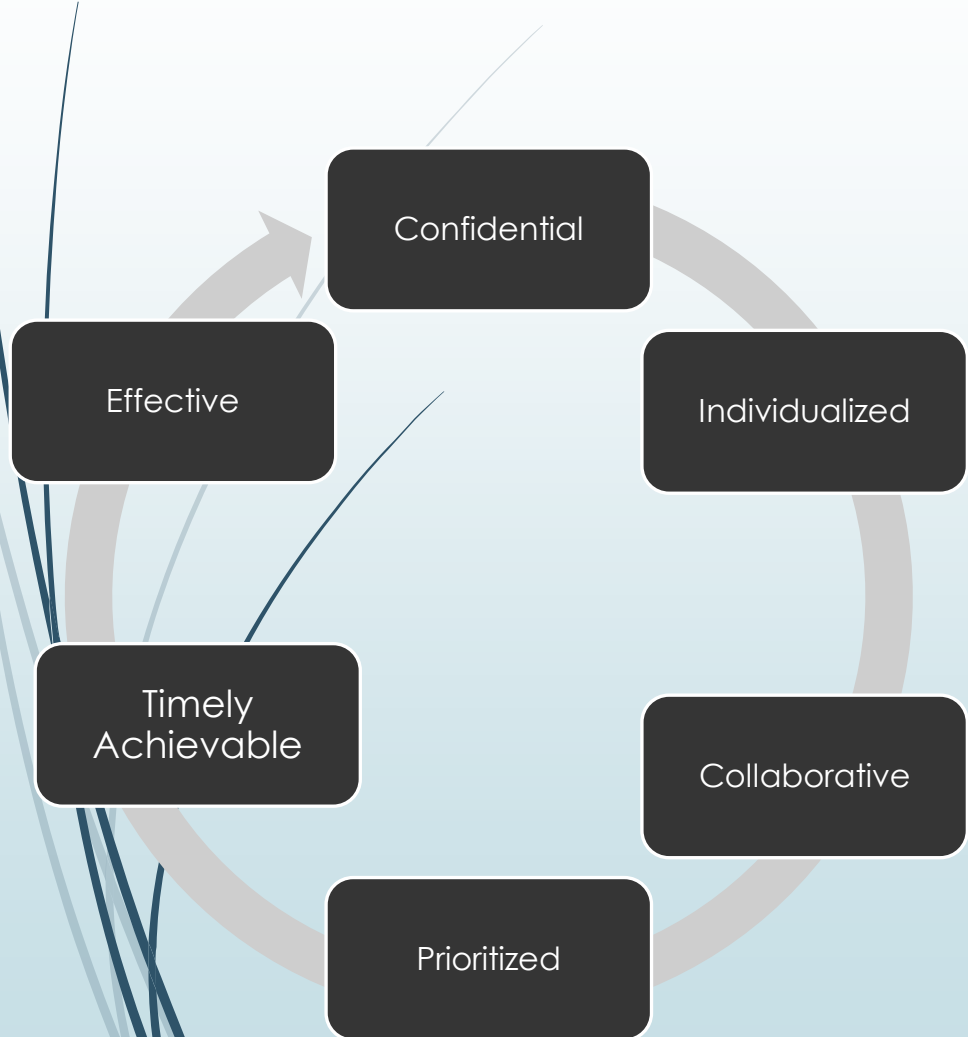 Confidential
Individualized
Collaborative
Prioritized
Timely
Achievable
Effective